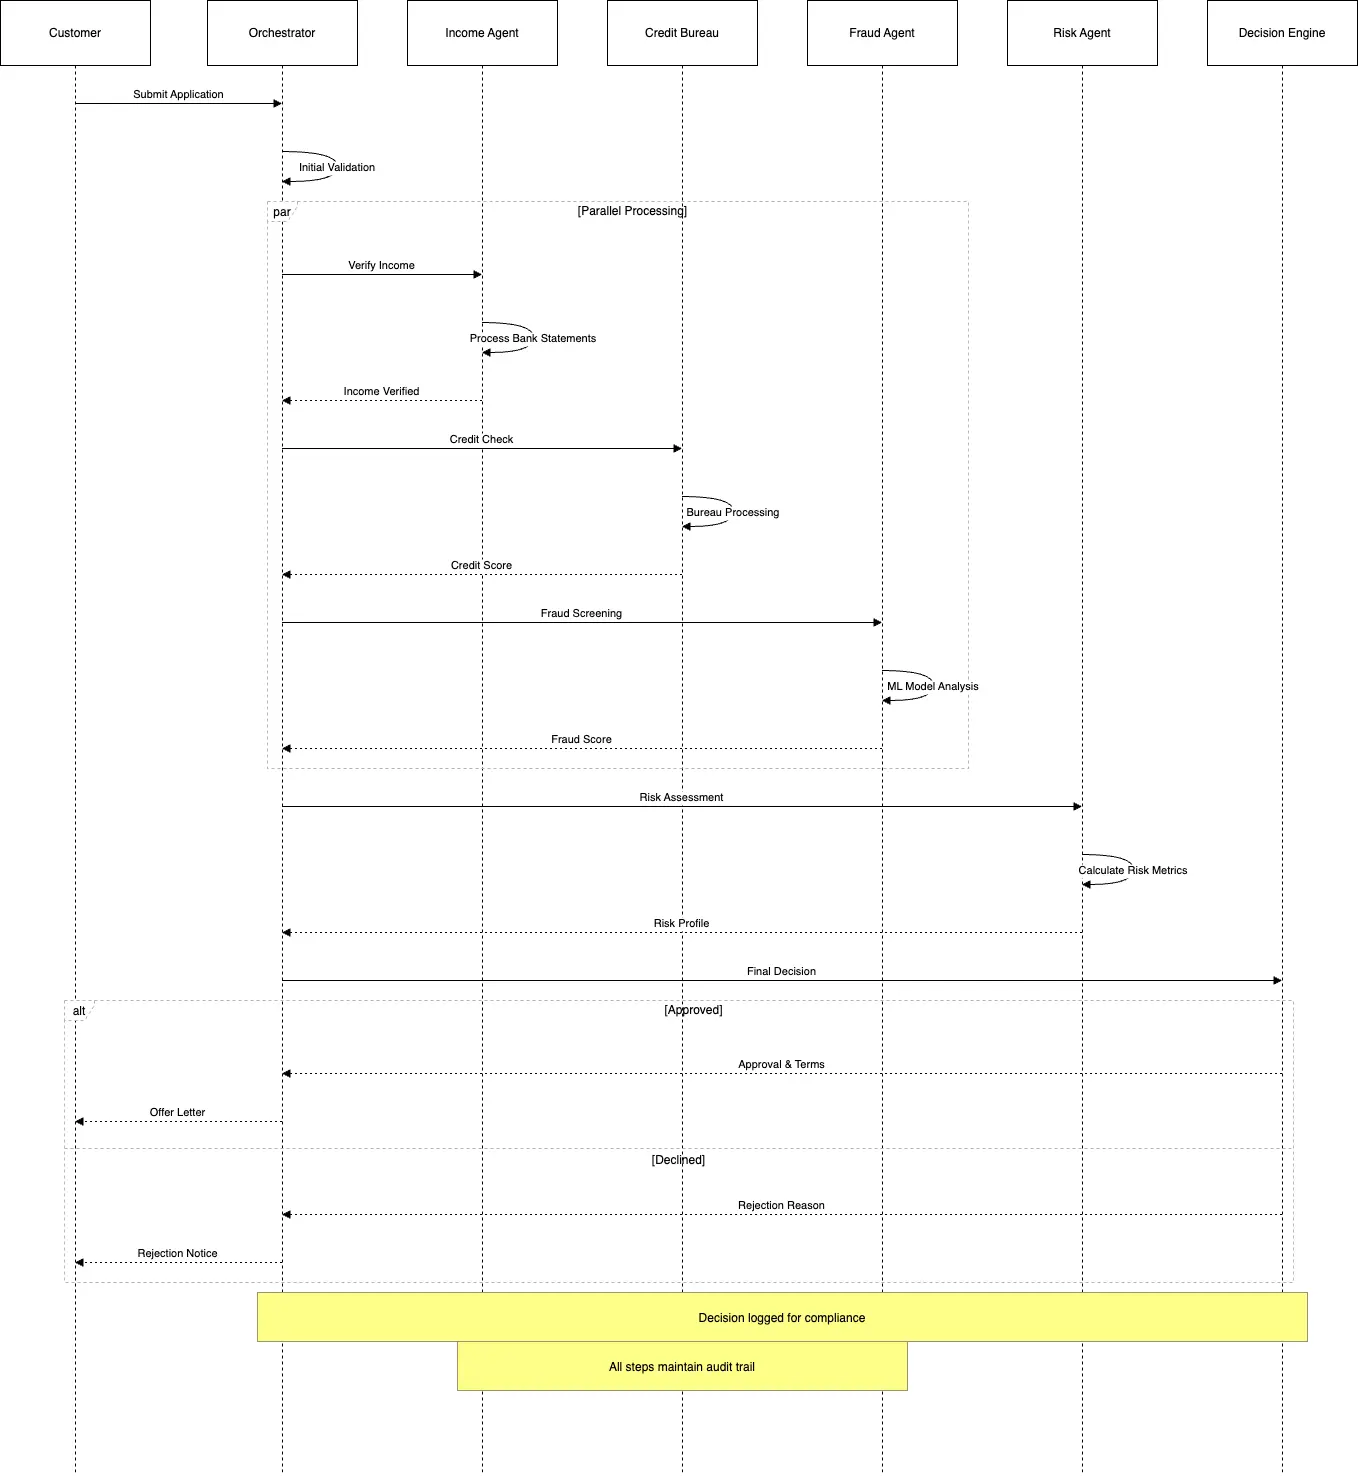 Customer
Orchestrator
Income Agent
Credit Bureau
Fraud Agent
Risk Agent
Decision Engine
Submit Application
Initial Validation
par
[Parallel Processing]
Verify Income
Process Bank Statements
Income Verified
Credit Check
Bureau Processing
Credit Score
Fraud Screening
ML Model Analysis
Fraud Score
Risk Assessment
Calculate Risk Metrics
Risk Profile
Final Decision
alt
[Approved]
Approval & Terms
Offer Letter
[Declined]
Rejection Reason
Rejection Notice
Decision logged for compliance
All steps maintain audit trail